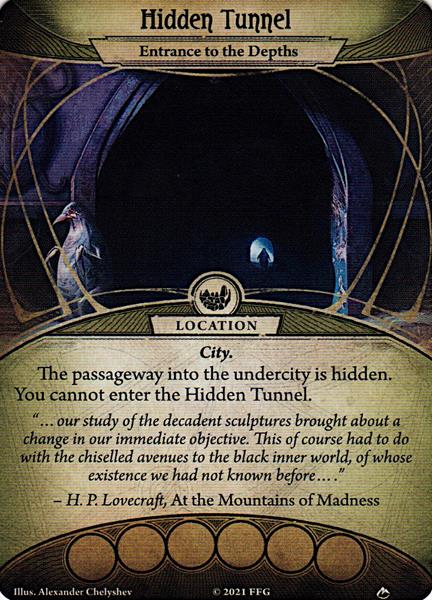 Hidden Tunnel
Entrance to the Depths
LOCATION
City.
The passageway into the undercity is hidden.
You cannot enter the Hidden Tunnel.
“… our study of the decadent sculptures brought about a
change in our immediate objective. This of course had to do
with the chiselled avenues to the black inner world, of whose
existence we had not known before… .”
– H. P. Lovecraft, At the Mountains of Madness
Illus. Alexander Chelyshev
© 2021 FFG